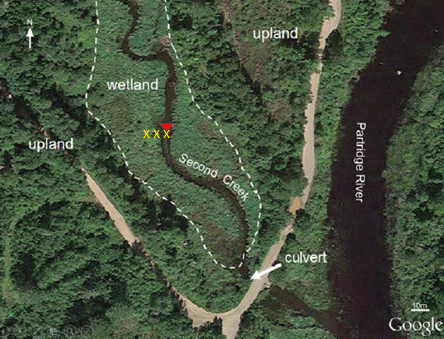 N
upland
wetland
X X X
upland
Second Creek
Partridge River
culvert
10m
Google